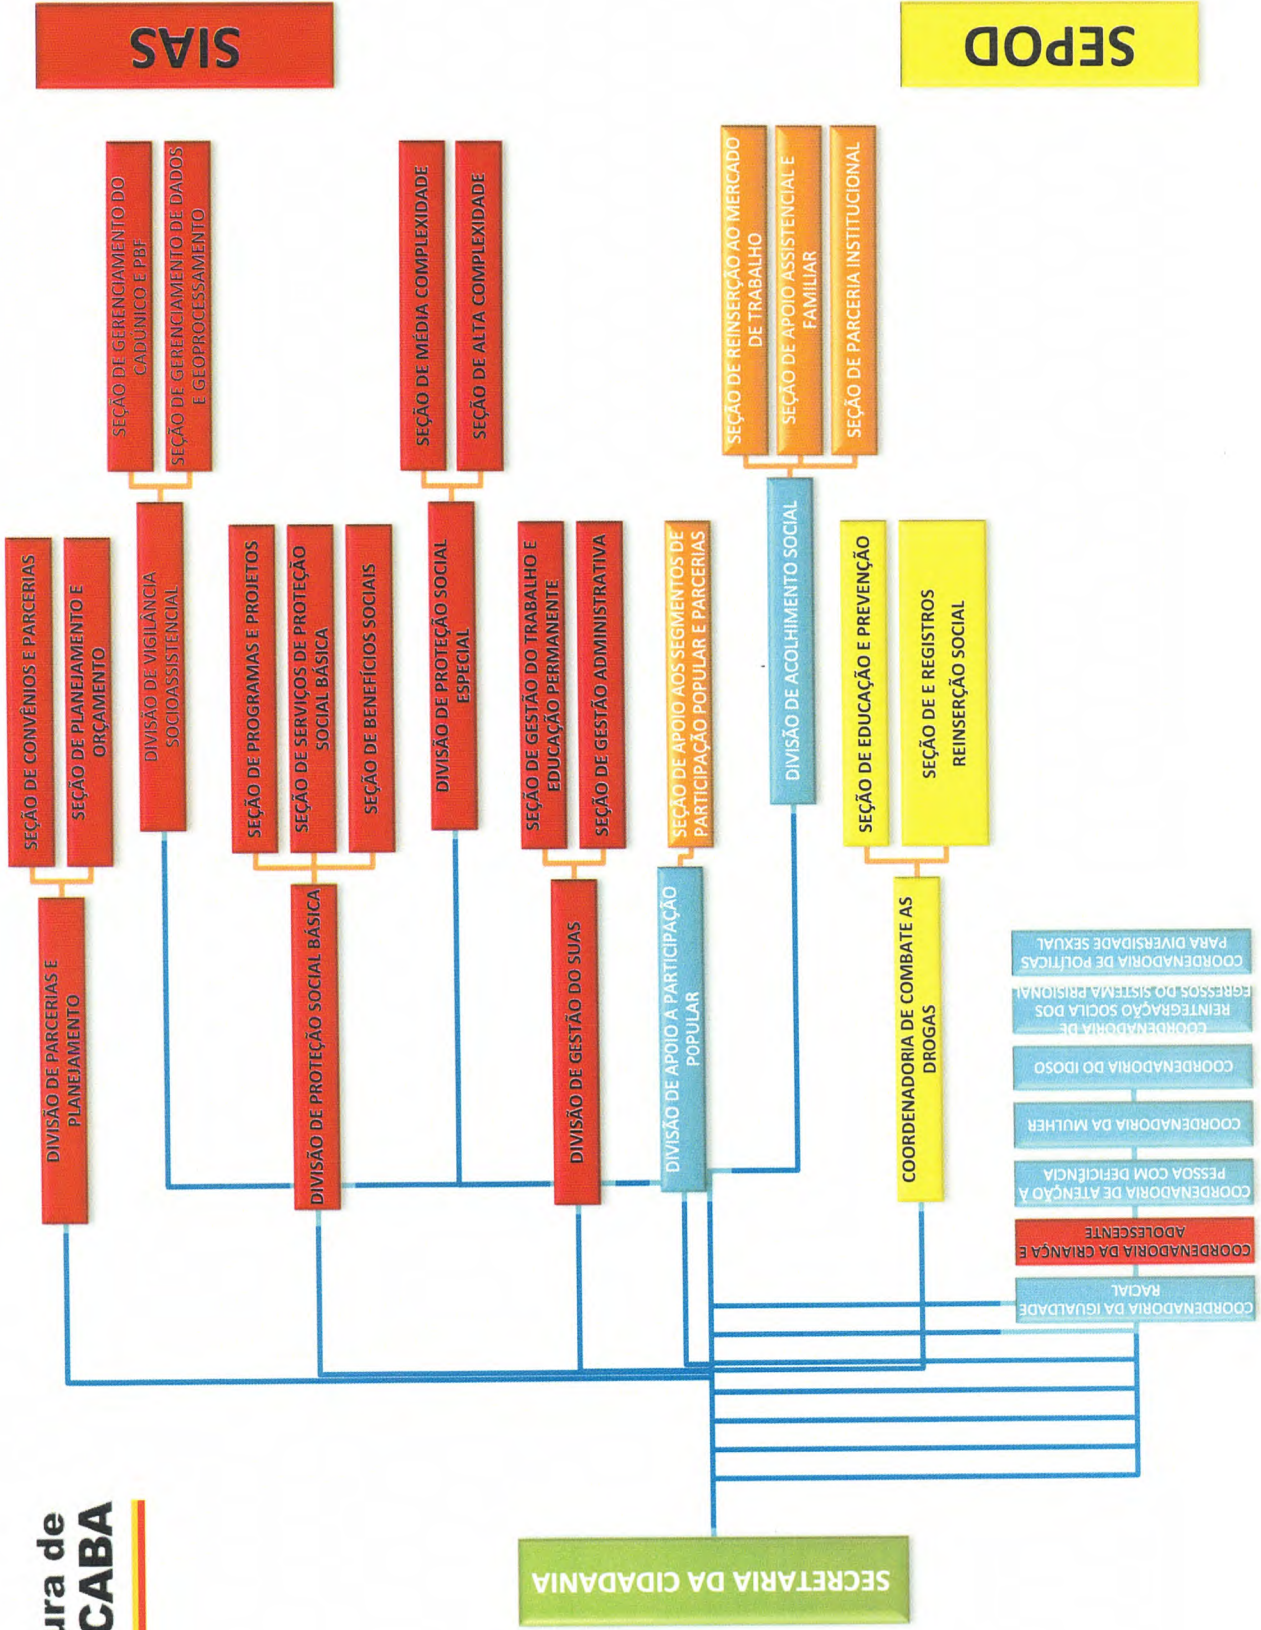 SIAS
SEPOD
SEÇÃO DE GERENCIAMENTO DO
CADÚNICO E PBF
SEÇÃO DE GERENCIAMENTO DE DADOS
E GEOPROCESSAMENTO
SEÇÃO DE MÉDIA COMPLEXIDADE
SEÇÃO DE ALTA COMPLEXIDADE
SEÇÃO DE REINSERÇÃO AO MERCADO
DE TRABALHO
SEÇÃO DE APOIO ASSISTENCIAL E
FAMILIAR
SEÇÃO DE PARCERIA INSTITUCIONAL
SEÇÃO DE CONVÊNIOS E PARCERIAS
SEÇÃO DE PLANEJAMENTO E
ORÇAMENTO
DIVISÃO DE VIGILÂNCIA
SOCIOASSISTENCIAL
SEÇÃO DE PROGRAMAS E PROJETOS
SEÇÃO DE SERVIÇOS DE PROTEÇÃO
SOCIAL BÁSICA
SEÇÃO DE BENEFÍCIOS SOCIAIS
DIVISÃO DE PROTEÇÃO SOCIAL
ESPECIAL
SEÇÃO DE GESTÃO DO TRABALHO E
EDUCAÇÃO PERMANENTE
SEÇÃO DE GESTÃO ADMINISTRATIVA
SEÇÃO DE APOIO AOS SEGMENTOS DE
PARTICIPAÇÃO POPULAR E PARCERIAS
DIVISÃO DE ACOLHIMENTO SOCIAL
SEÇÃO DE EDUCAÇÃO E PREVENÇÃO
SEÇÃO DE E REGISTROS
REINSERÇÃO SOCIAL
DIVISÃO DE PARCERIAS E
PLANEJAMENTO
DIVISÃO DE PROTEÇÃO SOCIAL BÁSICA
DIVISÃO DE GESTÃO DO SUAS
DIVISÃO DE APOIO A PARTICIPAÇÃO
POPULAR
COORDENADORIA DE COMBATE AS
DROGAS
COORDENADORIA DE POLÍTICAS
PARA DIVERSIDADE SEXUAL
COORDENADORIA DE
REINTEGRAÇÃO SOCILA DOS
EGRESSOS DO SISTEMA PRISIONAL
COORDENADORIA DO IDOSO
COORDENADORIA DA MULHER
COORDENADORIA DE ATENÇÃO À
PESSOA COM DEFICIÊNCIA
COORDENADORIA DA CRIANÇA E
ADOLESCENTE
COORDENADORIA DA IGUALDADE
RACIAL
SECRETARIA DA CIDADANIA
ura de
CABA